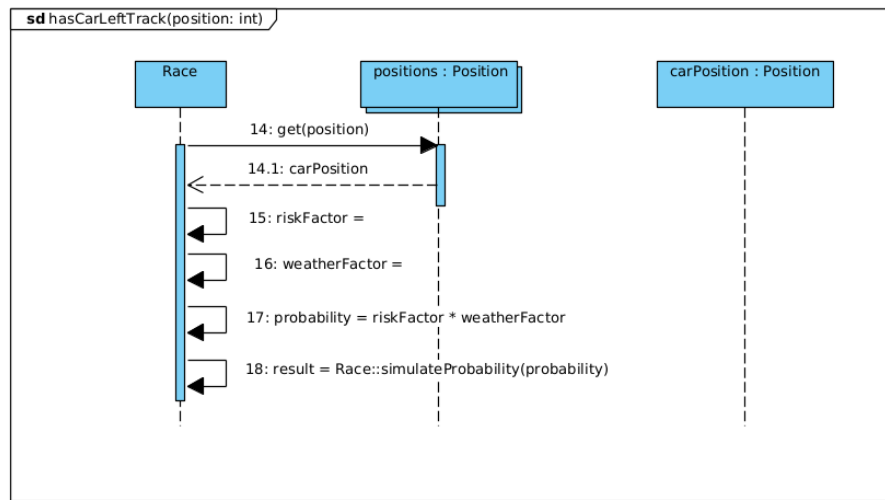 sd hasCarLeftTrack(position: int)
Race
positions : Position
carPosition : Position
14: get(position)
14.1: carPosition
15: riskFactor =
16: weatherFactor =
17: probability = riskFactor * weatherFactor
18: result = Race::simulateProbability(probability)